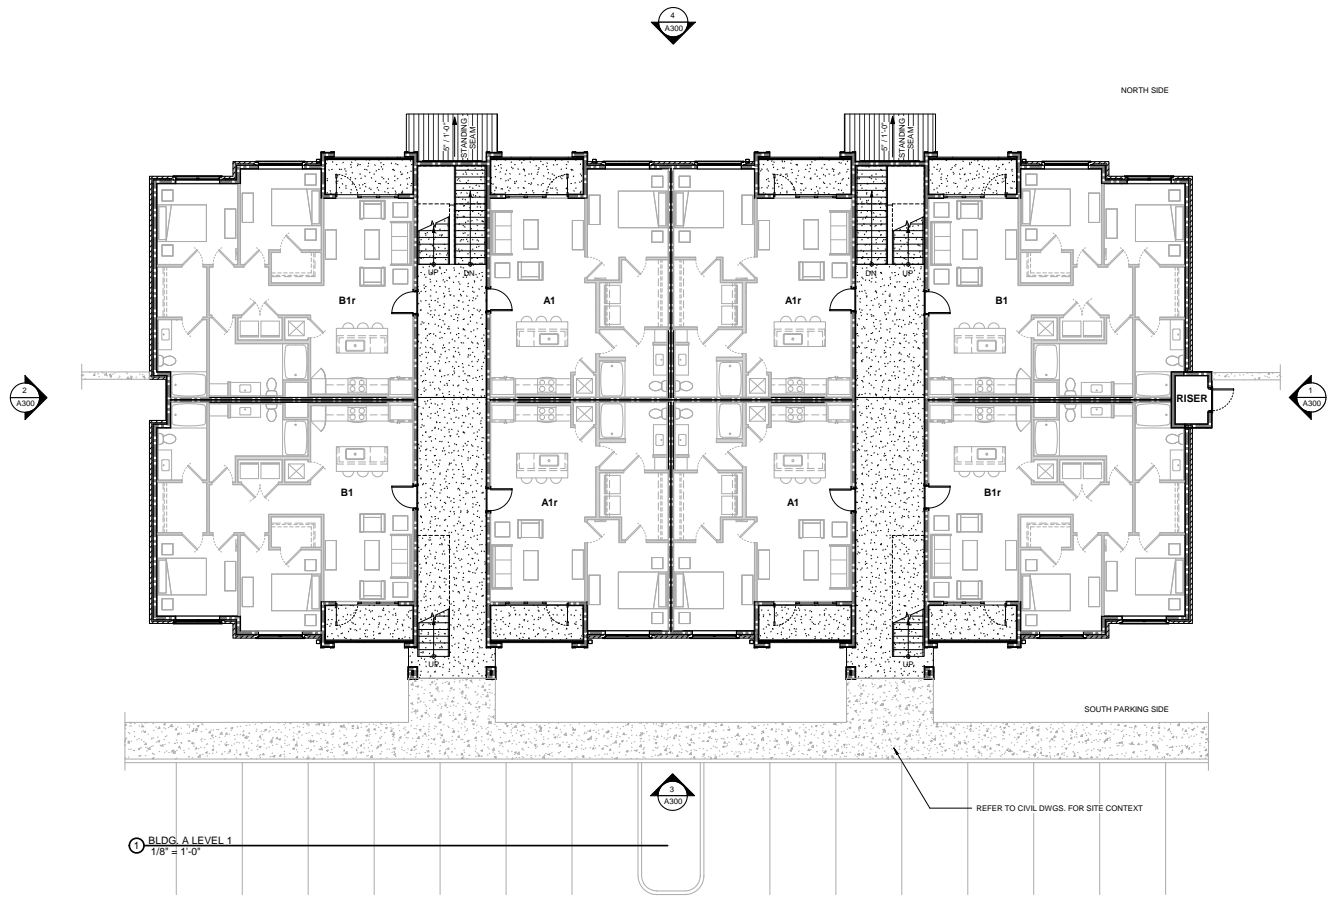 4
A300
NORTH SIDE
.5" / 1'-0"
STANDING
SEAM
.5" / 1'-0"
STANDING
SEAM
UP
DN
DN
UP
B1r
A1
A1r
B1
2
A300
RISER
1
A300
B1
A1r
A1
B1r
UP
UP
SOUTH PARKING SIDE
3
A300
REFER TO CIVIL DWGS. FOR SITE CONTEXT
1
BLDG. A LEVEL 1
1/8" = 1'-0"